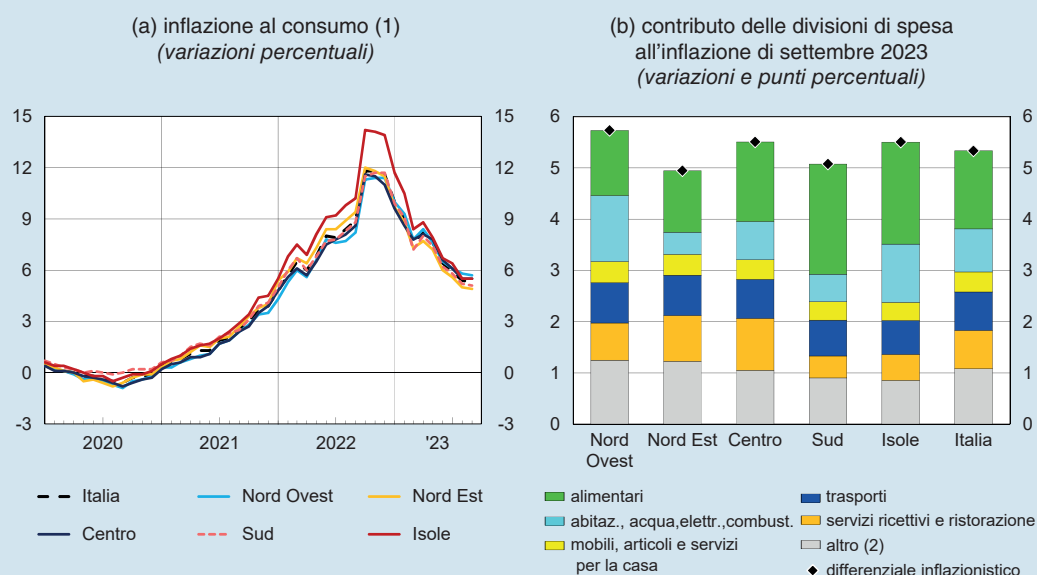 (a) inflazione al consumo (1)
(variazioni percentuali)
15 15
12 12
9 9
6 6
3 3
0 0
-3 -3
2020 2021 2022 '23
Italia Nord Ovest Nord Est
Centro Sud Isole
(b) contributo delle divisioni di spesa
all'inflazione di settembre 2023
(variazioni e punti percentuali)
6 6
5 5
4 4
3 3
2 2
1 1
0 0
Nord Ovest Nord Est Centro Sud Isole Italia
alimentari
abitaz., acqua,elettr.,combust.
mobili, articoli e servizi
per la casa
trasporti
servizi ricettivi e ristorazione
altro (2)
differenziale inflazionistico